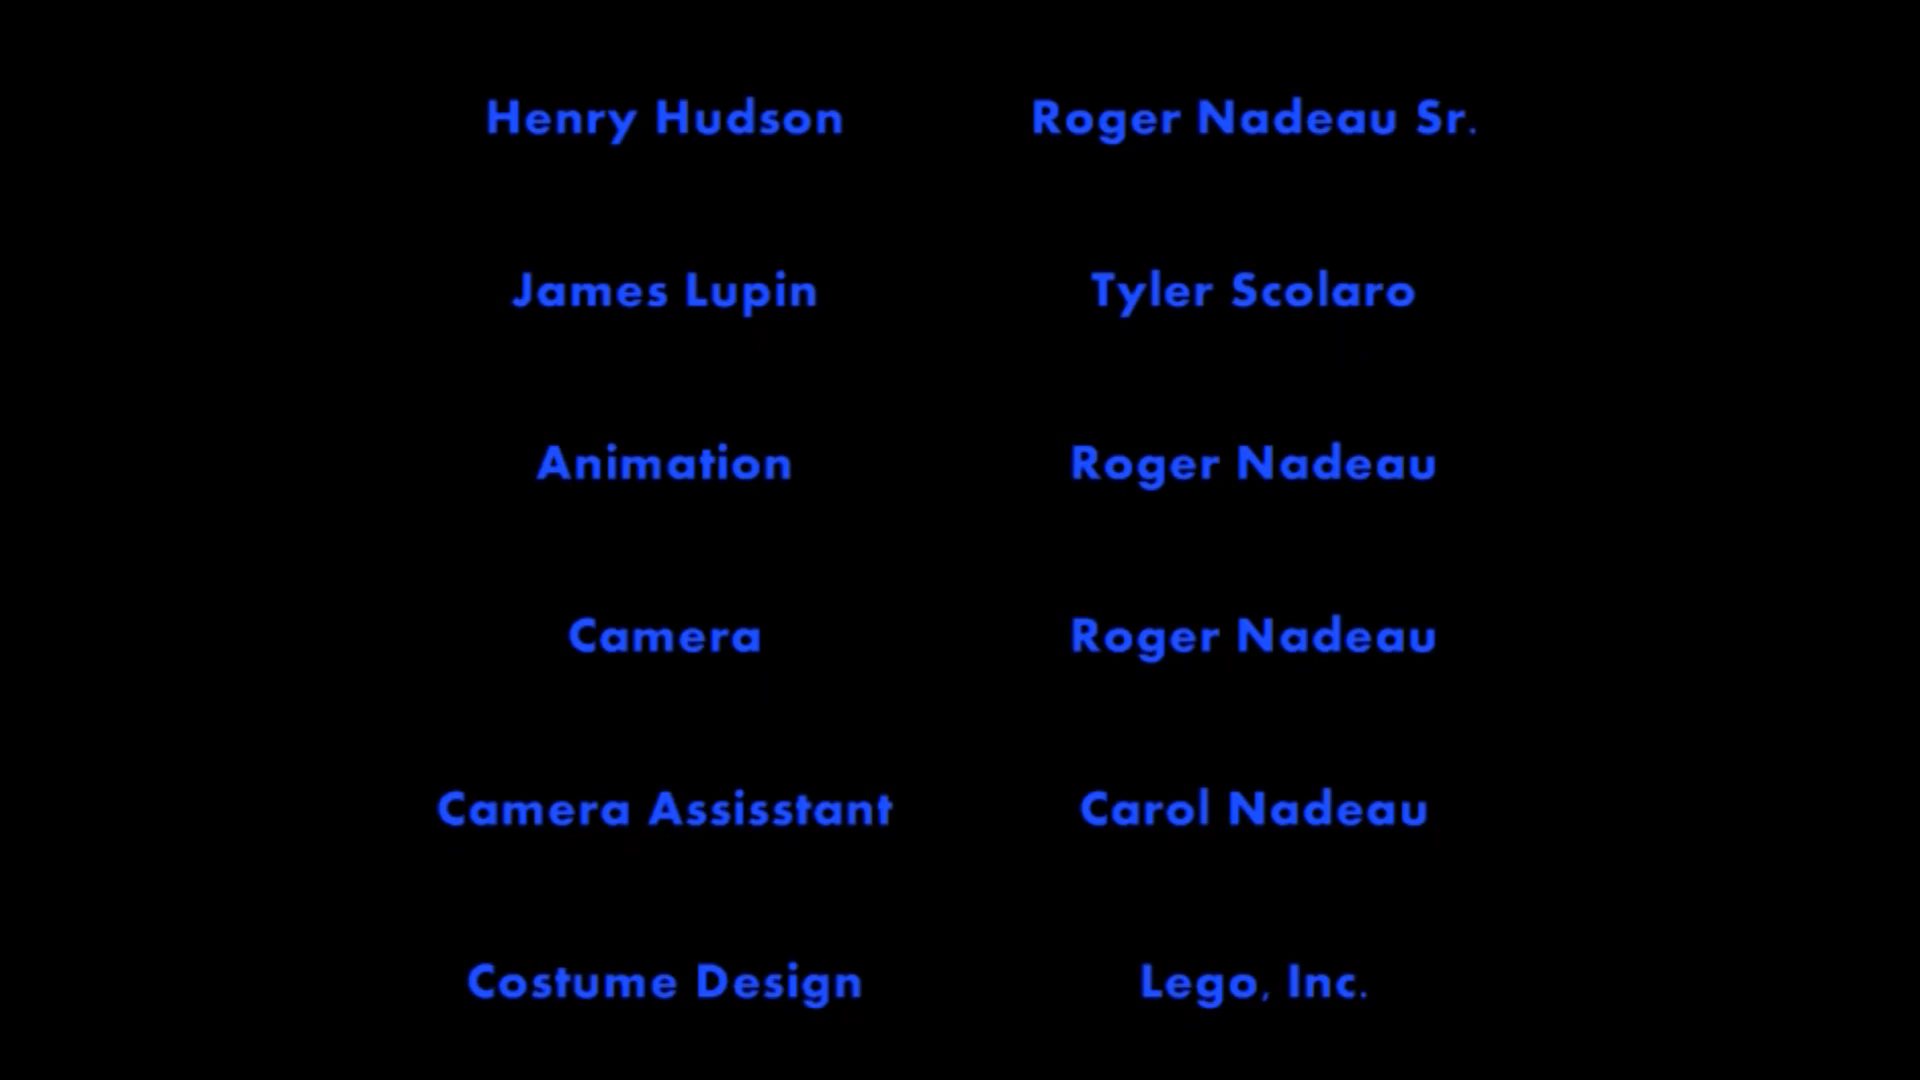 Henry Hudson Roger Nadeau Sr.
James Lupin Tyler Scolaro
Animation Roger Nadeau
Camera Roger Nadeau
Camera Assisstant Carol Nadeau
Costume Design Lego, Inc.